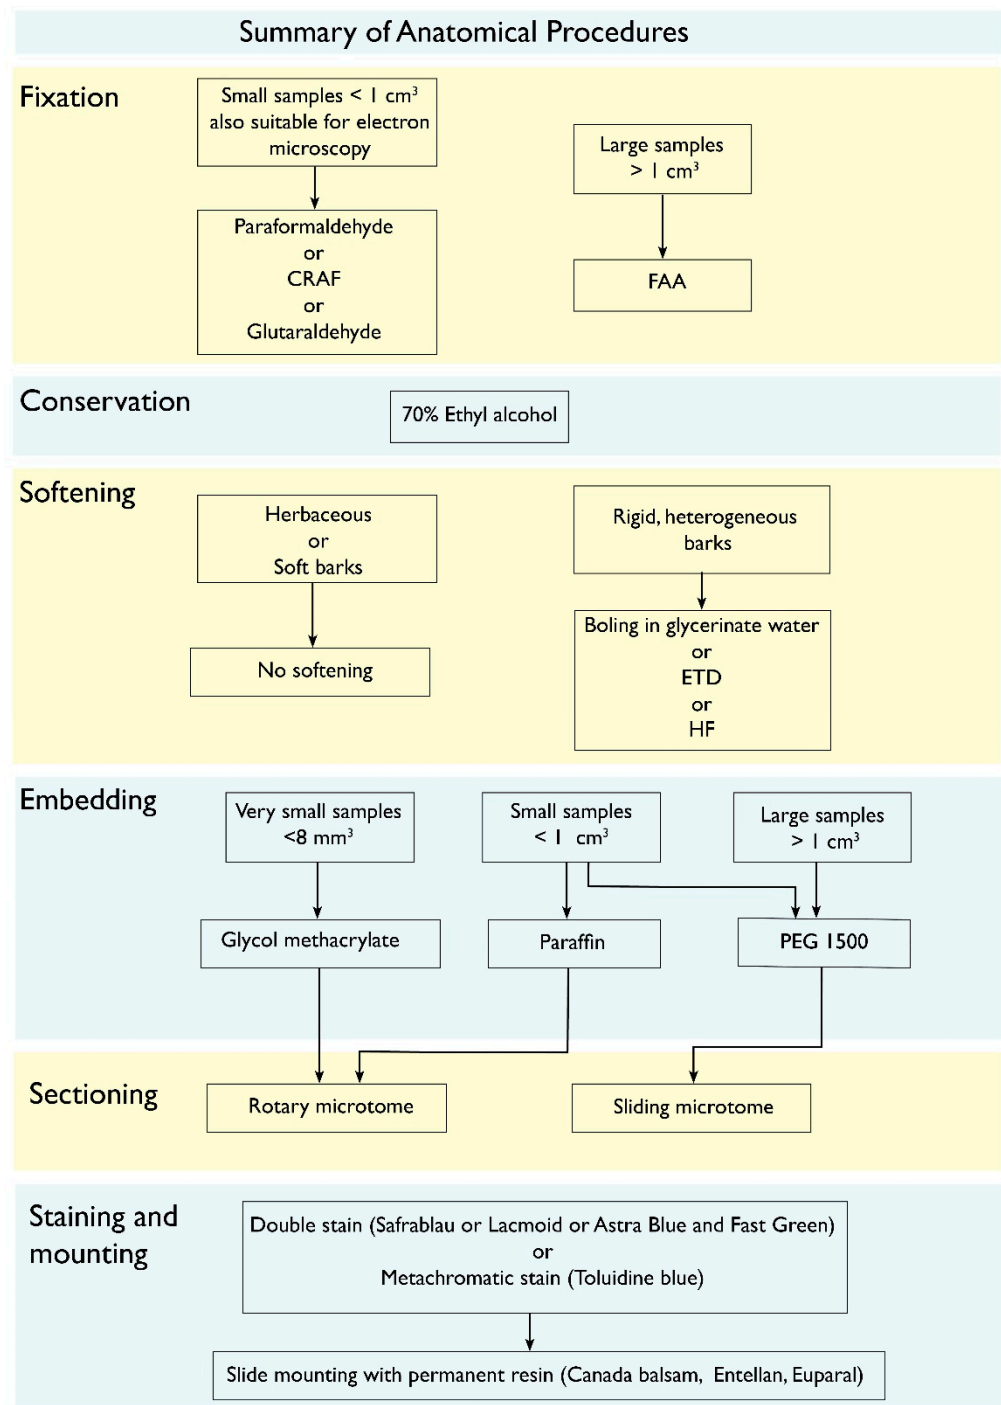 Summary of Anatomical Procedures
Fixation
Small samples < 1 cm³
also suitable for electron
microscopy
Large samples
> 1 cm³
Paraformaldehyde
or
CRAF
or
Glutaraldehyde
FAA
Conservation
70% Ethyl alcohol
Softening
Herbaceous
or
Soft barks
Rigid, heterogeneous
barks
No softening
Boling in glycerinate water
or
ETD
or
HF
Embedding
Very small samples
<8 mm³
Small samples
< 1 cm³
Large samples
> 1 cm³
Glycol methacrylate
Paraffin
PEG 1500
Sectioning
Rotary microtome
Sliding microtome
Staining and
mounting
Double stain (Safrablau or Lacmoid or Astra Blue and Fast Green)
or
Metachromatic stain (Toluidine blue)
Slide mounting with permanent resin (Canada balsam, Entellan, Euparal)